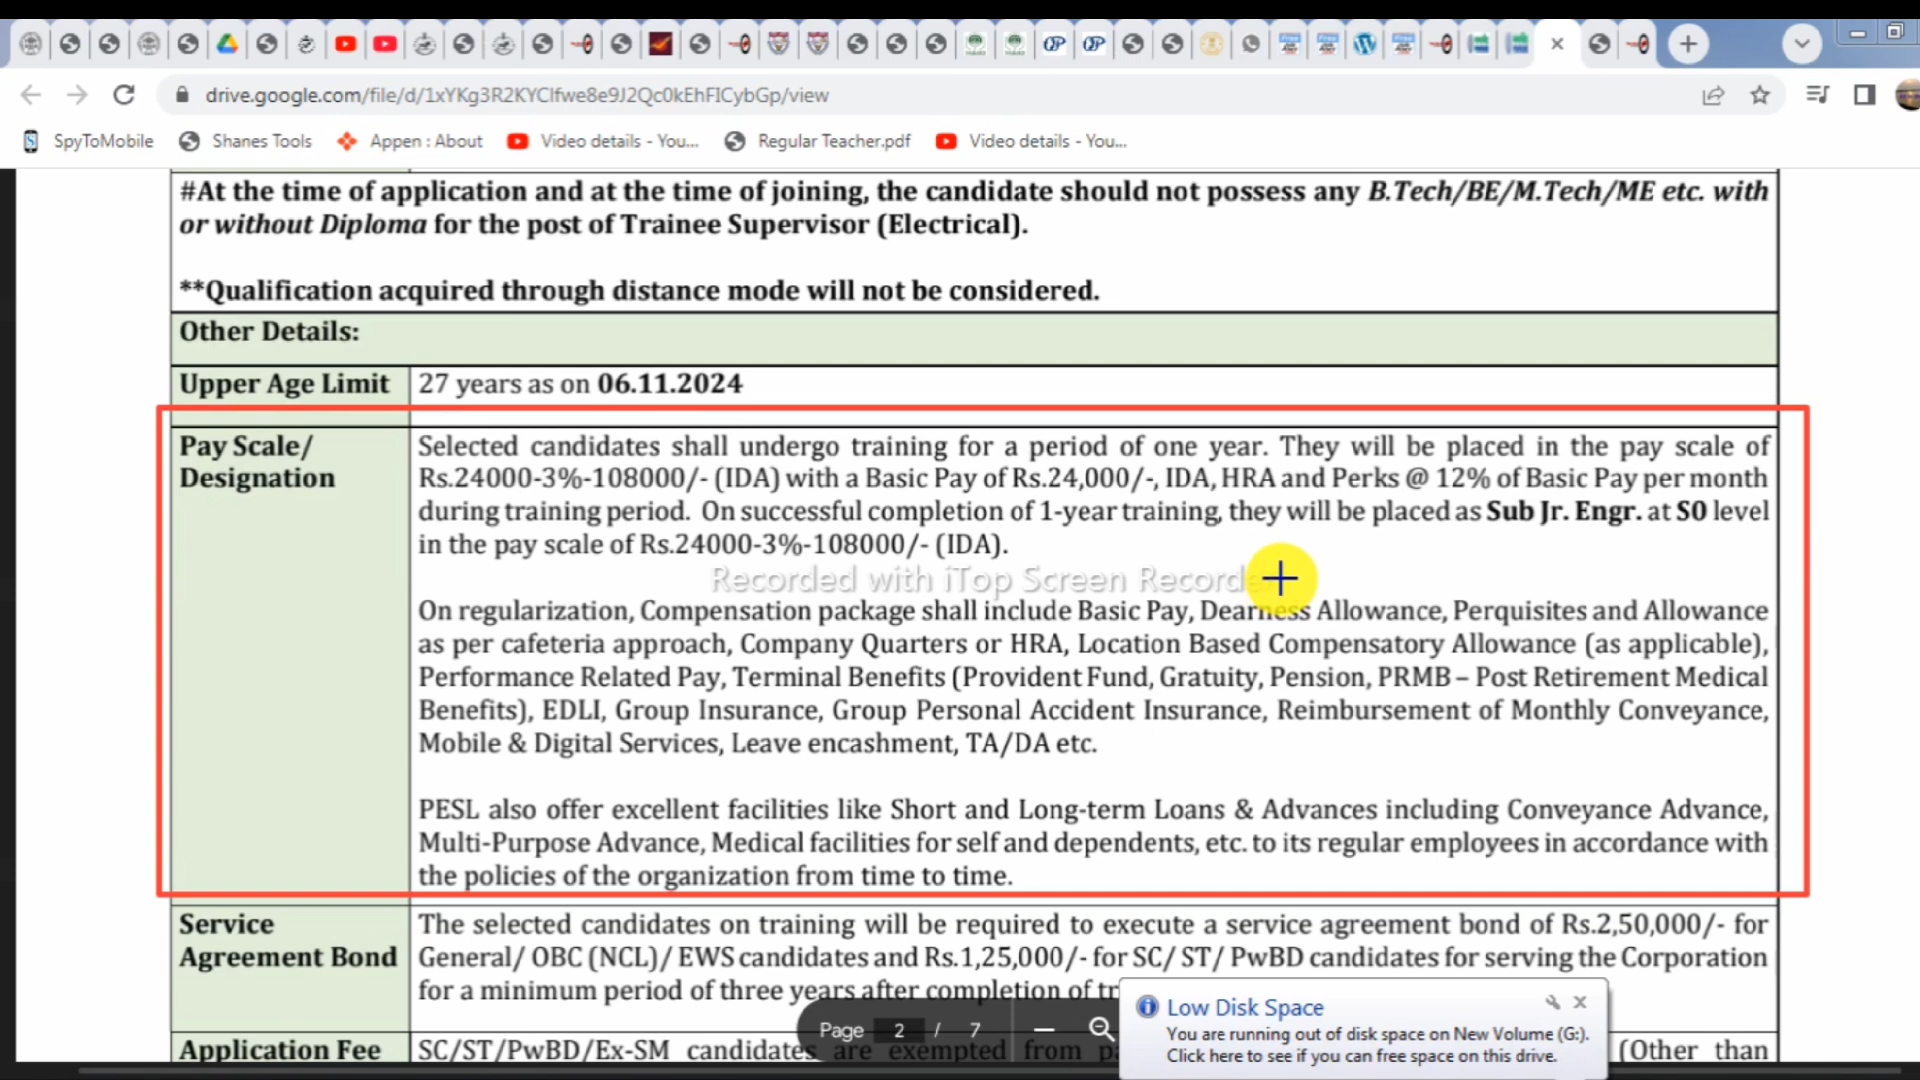 drive.google.com/file/d/1xYKg3R2KYClfwe8e9J2Qc0kEhFICybGp/view
SpyToMobile Shanes Tools Appen : About Video details - You... Regular Teacher.pdf Video details - You...
#At the time of application and at the time of joining, the candidate should not possess any B.Tech/BE/M.Tech/ME etc. with
or without Diploma for the post of Trainee Supervisor (Electrical).
**Qualification acquired through distance mode will not be considered.
Other Details:
Upper Age Limit 27 years as on 06.11.2024
Pay Scale/
Designation
Selected candidates shall undergo training for a period of one year. They will be placed in the pay scale of
Rs.24000-3%-108000/- (IDA) with a Basic Pay of Rs.24,000/-, IDA, HRA and Perks @ 12% of Basic Pay per month
during training period. On successful completion of 1-year training, they will be placed as Sub Jr. Engr. at S0 level
in the pay scale of Rs.24000-3%-108000/- (IDA).
Recorded with iTop Screen Recorde
On regularization, Compensation package shall include Basic Pay, Dearness Allowance, Perquisites and Allowance
as per cafeteria approach, Company Quarters or HRA, Location Based Compensatory Allowance (as applicable),
Performance Related Pay, Terminal Benefits (Provident Fund, Gratuity, Pension, PRMB – Post Retirement Medical
Benefits), EDLI, Group Insurance, Group Personal Accident Insurance, Reimbursement of Monthly Conveyance,
Mobile & Digital Services, Leave encashment, TA/DA etc.
PESL also offer excellent facilities like Short and Long-term Loans & Advances including Conveyance Advance,
Multi-Purpose Advance, Medical facilities for self and dependents, etc. to its regular employees in accordance with
the policies of the organization from time to time.
Service
Agreement Bond
The selected candidates on training will be required to execute a service agreement bond of Rs.2,50,000/- for
General/ OBC (NCL)/ EWS candidates and Rs.1,25,000/- for SC/ ST/ PwBD candidates for serving the Corporation
for a minimum period of three years after completion of tr
Application Fee SC/ST/PwBD/Ex-SM candidates are exempted from pa (Other than
Page 2 / 7
Low Disk Space
You are running out of disk space on New Volume (G:).
Click here to see if you can free space on this drive.